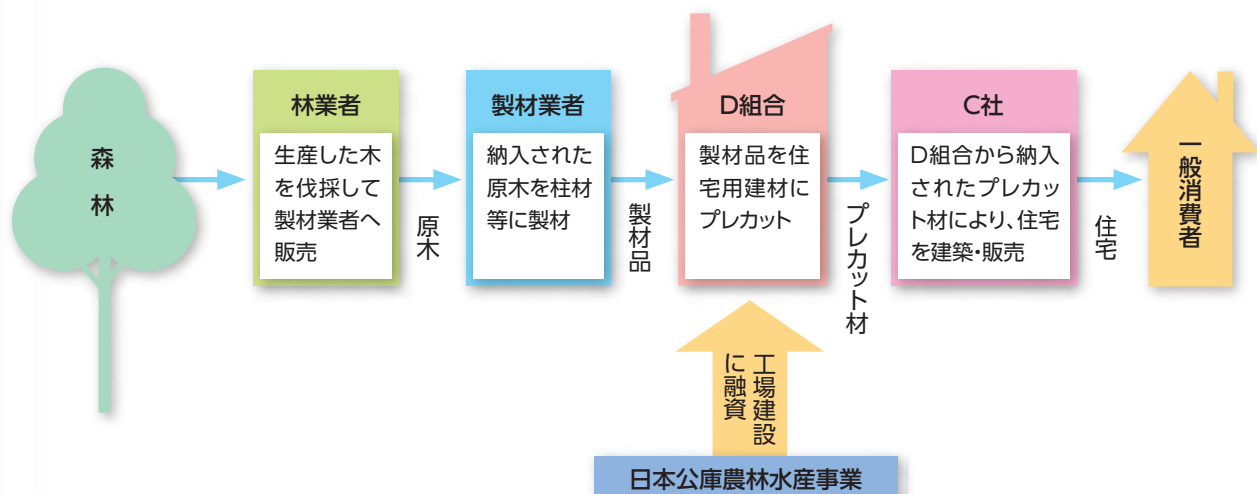 森
林
林業者
生産した木
を伐採して
製材業者へ
販売
原木
製材業者
納入された
原木を柱材
等に製材
製材品
D組合
製材品を住
宅用建材に
プレカット
プレカット材
C社
D組合から納入
されたプレカッ
ト材により、住宅
を建築・販売
住宅
一般消費者
工場建設
に融資
日本公庫農林水産事業